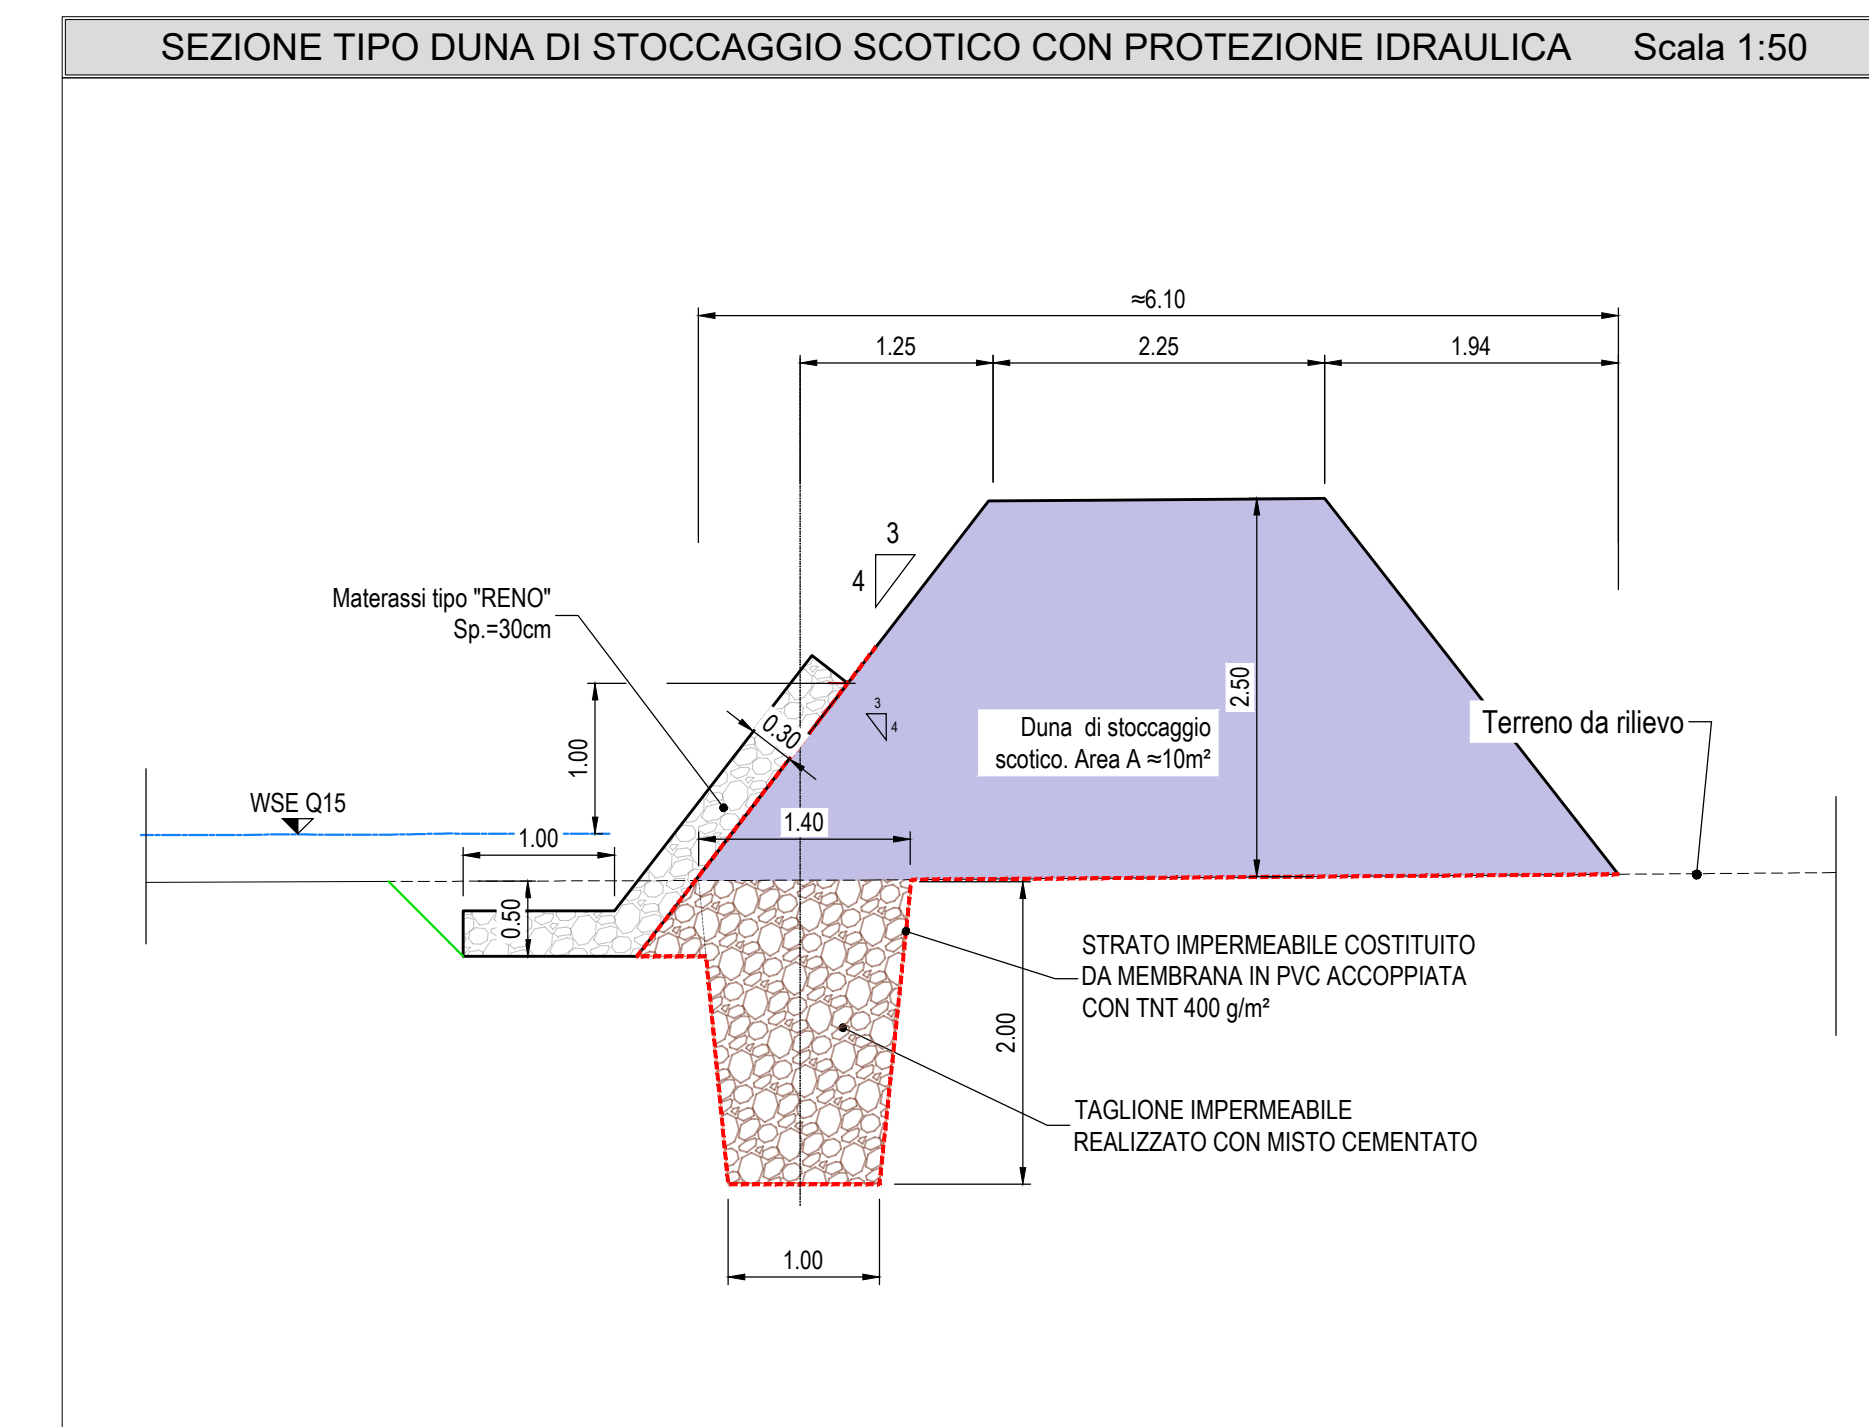 SEZIONE TIPO DUNA DI STOCCAGGIO SCOTICO CON PROTEZIONE IDRAULICA Scala 1:50
≈6.10
1.25 2.25 1.94
3
4
Materassi tipo "RENO"
Sp.=30cm
2.50
3
4
0.30
1.00
Duna di stoccaggio
scotico. Area A ≈10m²
Terreno da rilievo
WSE Q15
1.00
1.40
0.50
STRATO IMPERMEABILE COSTITUITO
DA MEMBRANA IN PVC ACCOPPIATA
CON TNT 400 g/m²
2.00
TAGLIONE IMPERMEABILE
REALIZZATO CON MISTO CEMENTATO
1.00